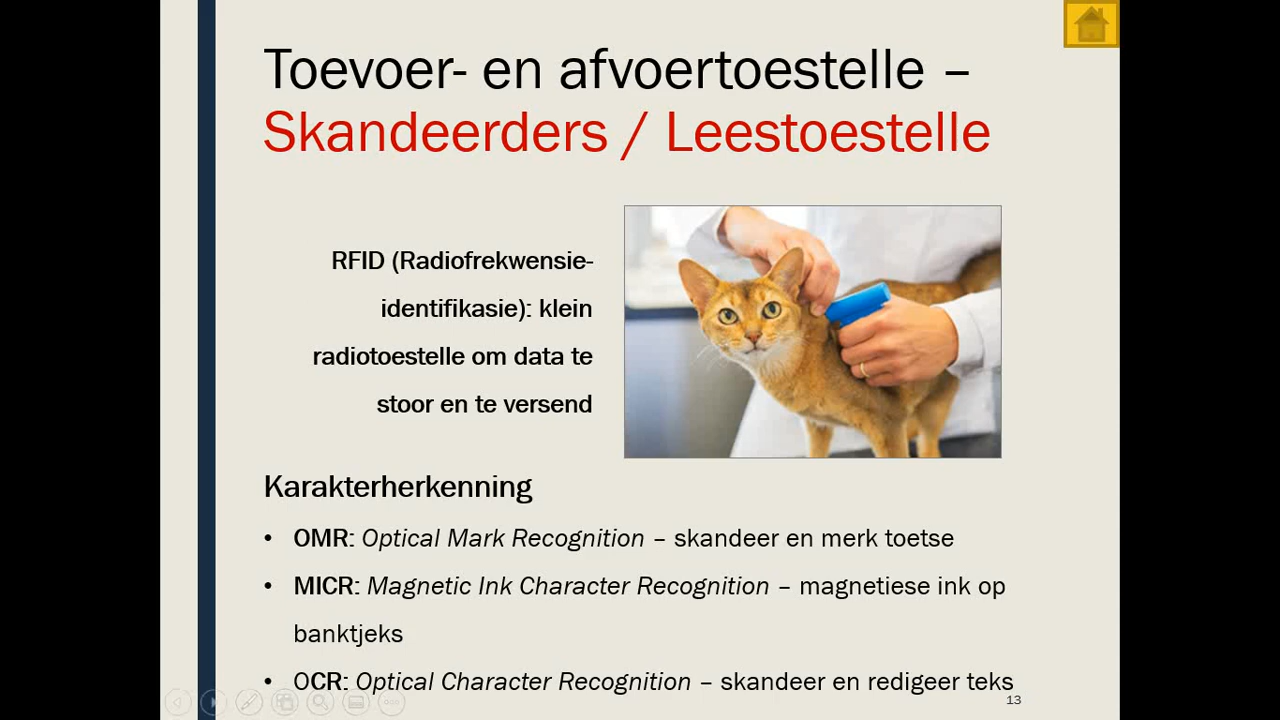 Toevoer- en afvoertoestelle –
Skandeerders / Leestoestelle
RFID (Radiofrekwensie-
identifikasie): klein
radiotoestelle om data te
stoor en te versend
Karakterherkenning
• OMR: Optical Mark Recognition – skandeer en merk toetse
• MICR: Magnetic Ink Character Recognition – magnetiese ink op
banktjeks
• OCR: Optical Character Recognition – skandeer en redigeer teks
13